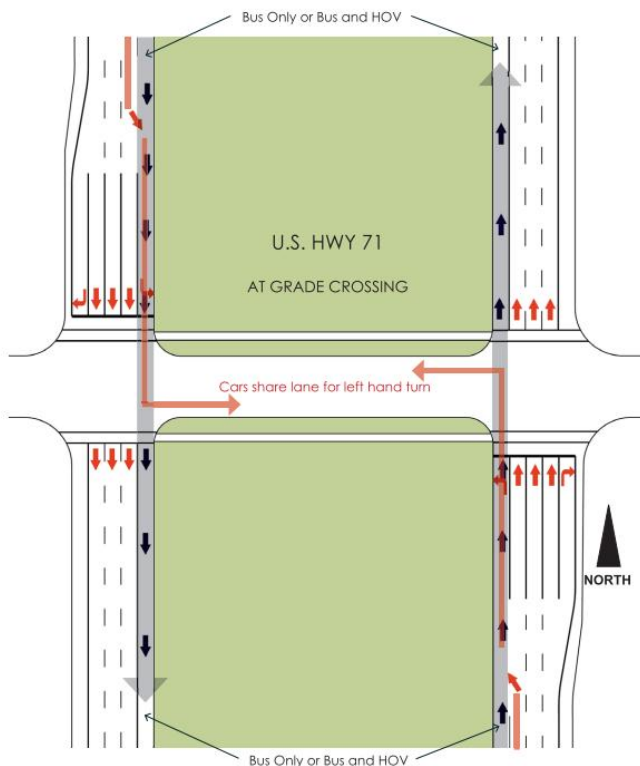 Bus Only or Bus and HOV
U.S. HWY 71
AT GRADE CROSSING
Cars share lane for left hand turn
NORTH
Bus Only or Bus and HOV